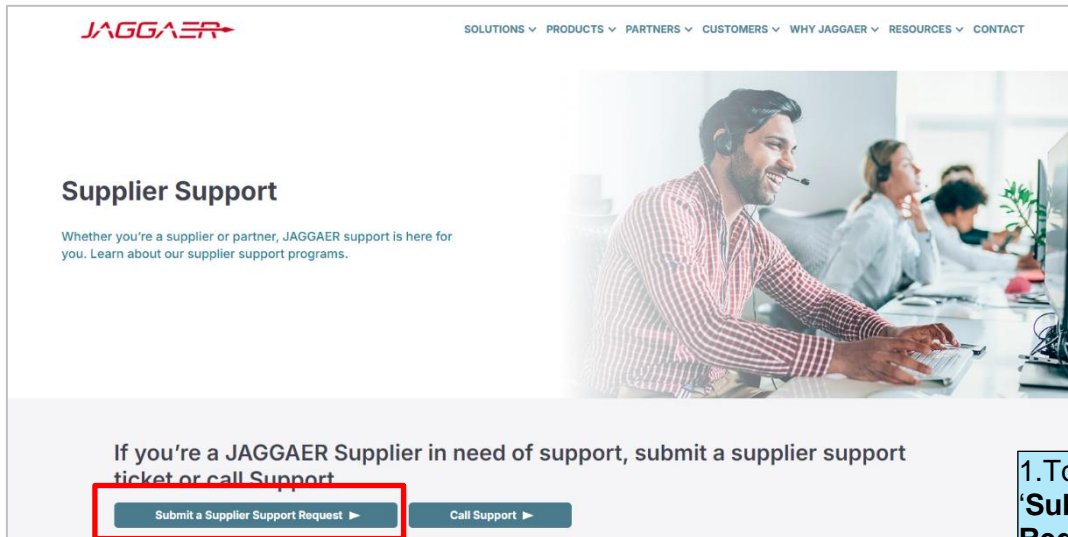 JAGGAER
SOLUTIONS PRODUCTS PARTNERS CUSTOMERS WHY JAGGAER RESOURCES CONTACT
Supplier Support
Whether you're a supplier or partner, JAGGAER support is here for
you. Learn about our supplier support programs.
If you're a JAGGAER Supplier in need of support, submit a supplier support
ticket or call Support
Submit a Supplier Support Request
Call Support
1.To